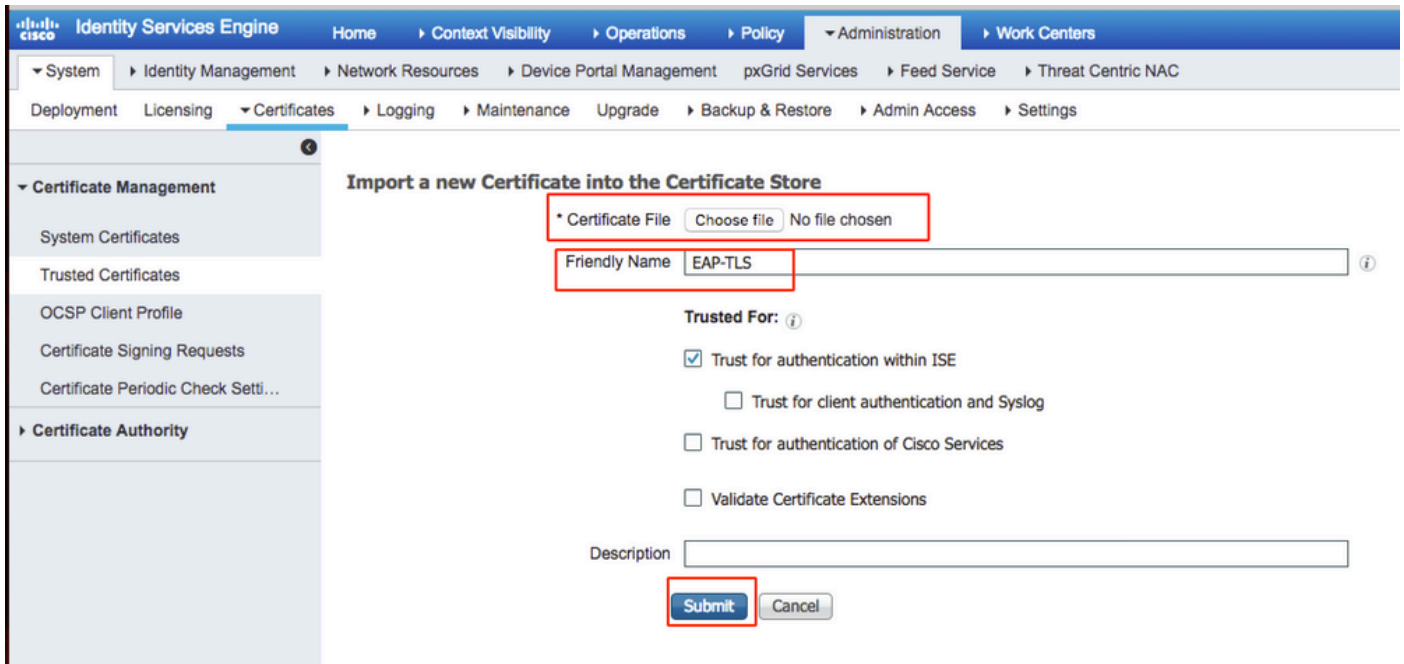 cisco Identity Services Engine Home Context Visibility Operations Policy Administration Work Centers
System Identity Management Network Resources Device Portal Management pxGrid Services Feed Service Threat Centric NAC
Deployment Licensing Certificates Logging Maintenance Upgrade Backup & Restore Admin Access Settings
Certificate Management
System Certificates
Trusted Certificates
OCSP Client Profile
Certificate Signing Requests
Certificate Periodic Check Setti...
Certificate Authority
Import a new Certificate into the Certificate Store
* Certificate File Choose file No file chosen
Friendly Name EAP-TLS
Trusted For:
Trust for authentication within ISE
Trust for client authentication and Syslog
Trust for authentication of Cisco Services
Validate Certificate Extensions
Description
Submit Cancel